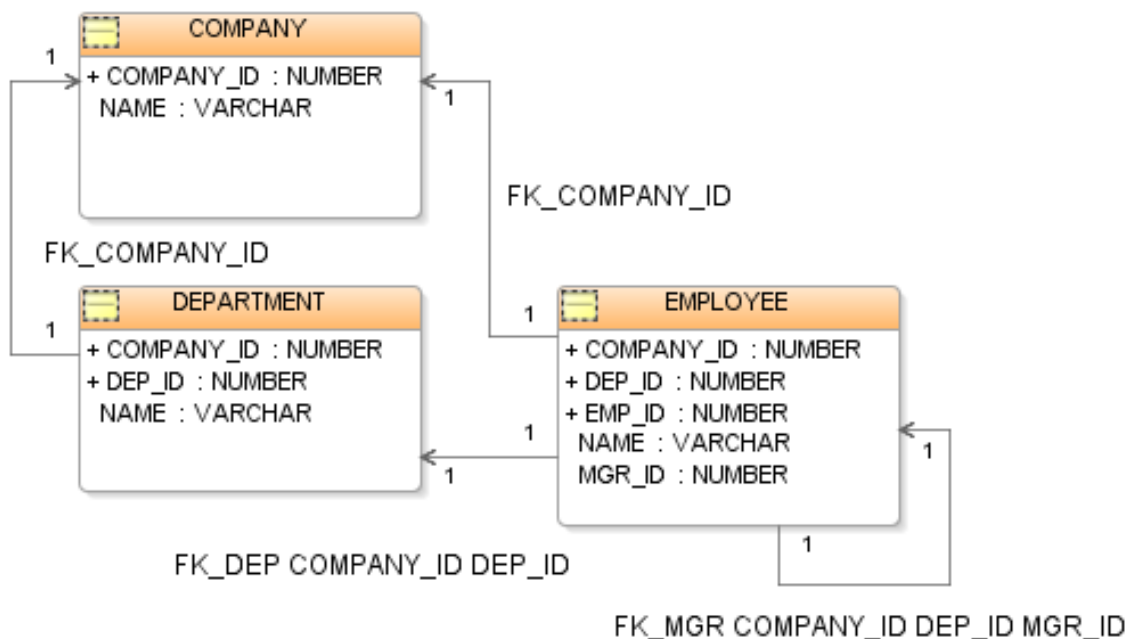 COMPANY
1
+ COMPANY_ID : NUMBER
1
NAME : VARCHAR
FK_COMPANY_ID
FK_COMPANY_ID
DEPARTMENT
1
+ COMPANY_ID : NUMBER
+ DEP_ID : NUMBER
NAME : VARCHAR
EMPLOYEE
1
+ COMPANY_ID : NUMBER
+ DEP_ID : NUMBER
+ EMP_ID : NUMBER
NAME : VARCHAR
MGR_ID : NUMBER
1
1
1
1
FK_DEP COMPANY_ID DEP_ID
FK_MGR COMPANY_ID DEP_ID MGR_ID